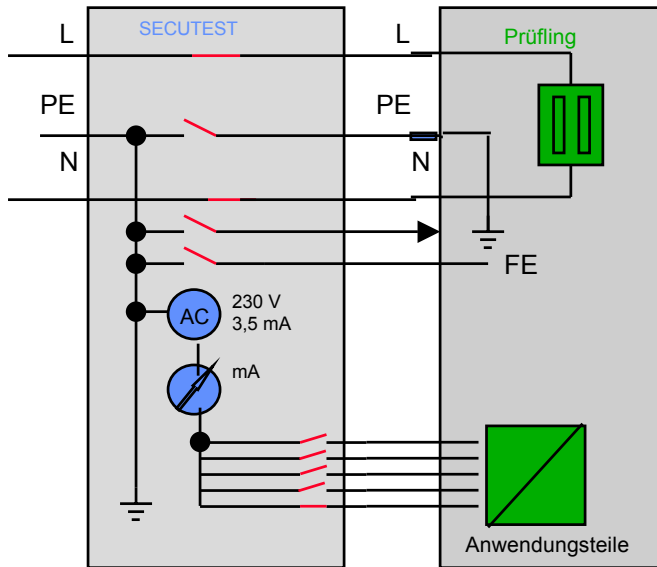 L
SECUTEST
L
Prüfling
PE
PE
N
N
FE
AC
230 V
3,5 mA
mA
Anwendungsteile